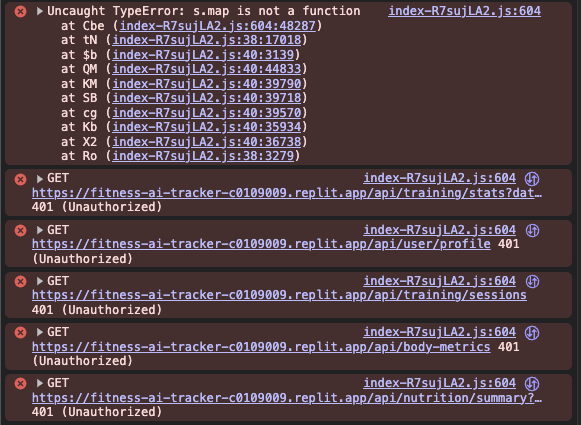 Uncaught TypeError: s.map is not a function index-R7sujLA2.js:604
at Cbe (index-R7sujLA2.js:604:48287)
at tN (index-R7sujLA2.js:38:17018)
at $b (index-R7sujLA2.js:40:3139)
at QM (index-R7sujLA2.js:40:44833)
at KM (index-R7sujLA2.js:40:39790)
at SB (index-R7sujLA2.js:40:39718)
at cg (index-R7sujLA2.js:40:39570)
at Kb (index-R7sujLA2.js:40:35934)
at X2 (index-R7sujLA2.js:40:36738)
at Ro (index-R7sujLA2.js:38:3279)
GET index-R7sujLA2.js:604
https://fitness-ai-tracker-c0109009.replit.app/api/training/stats?dat…
401 (Unauthorized)
GET index-R7sujLA2.js:604
https://fitness-ai-tracker-c0109009.replit.app/api/user/profile 401
(Unauthorized)
GET index-R7sujLA2.js:604
https://fitness-ai-tracker-c0109009.replit.app/api/training/sessions
401 (Unauthorized)
GET index-R7sujLA2.js:604
https://fitness-ai-tracker-c0109009.replit.app/api/body-metrics 401
(Unauthorized)
GET index-R7sujLA2.js:604
https://fitness-ai-tracker-c0109009.replit.app/api/nutrition/summary?…
401 (Unauthorized)